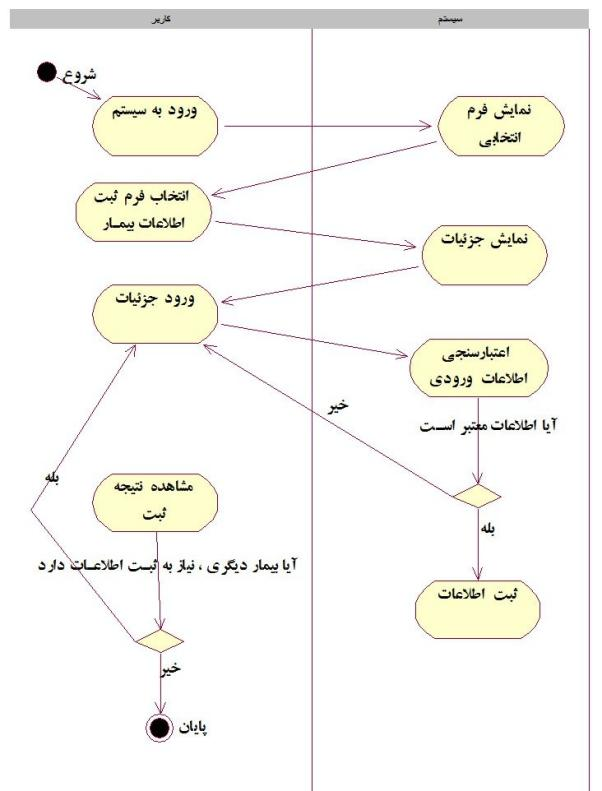 سیستم
کاربر
شروع
ورود به سیستم
نمایش فرم
انتخابی
انتخاب فرم ثبت
اطلاعات بیمار
نمایش جزئیات
ورود جزئیات
اعتبارسنجی
اطلاعات ورودی
خیر
آیا اطلاعات معتبر است
بله
مشاهده نتیجه
ثبت
بله
آیا بیمار دیگری ، نیاز به ثبت اطلاعات دارد
ثبت اطلاعات
خیر
پایان